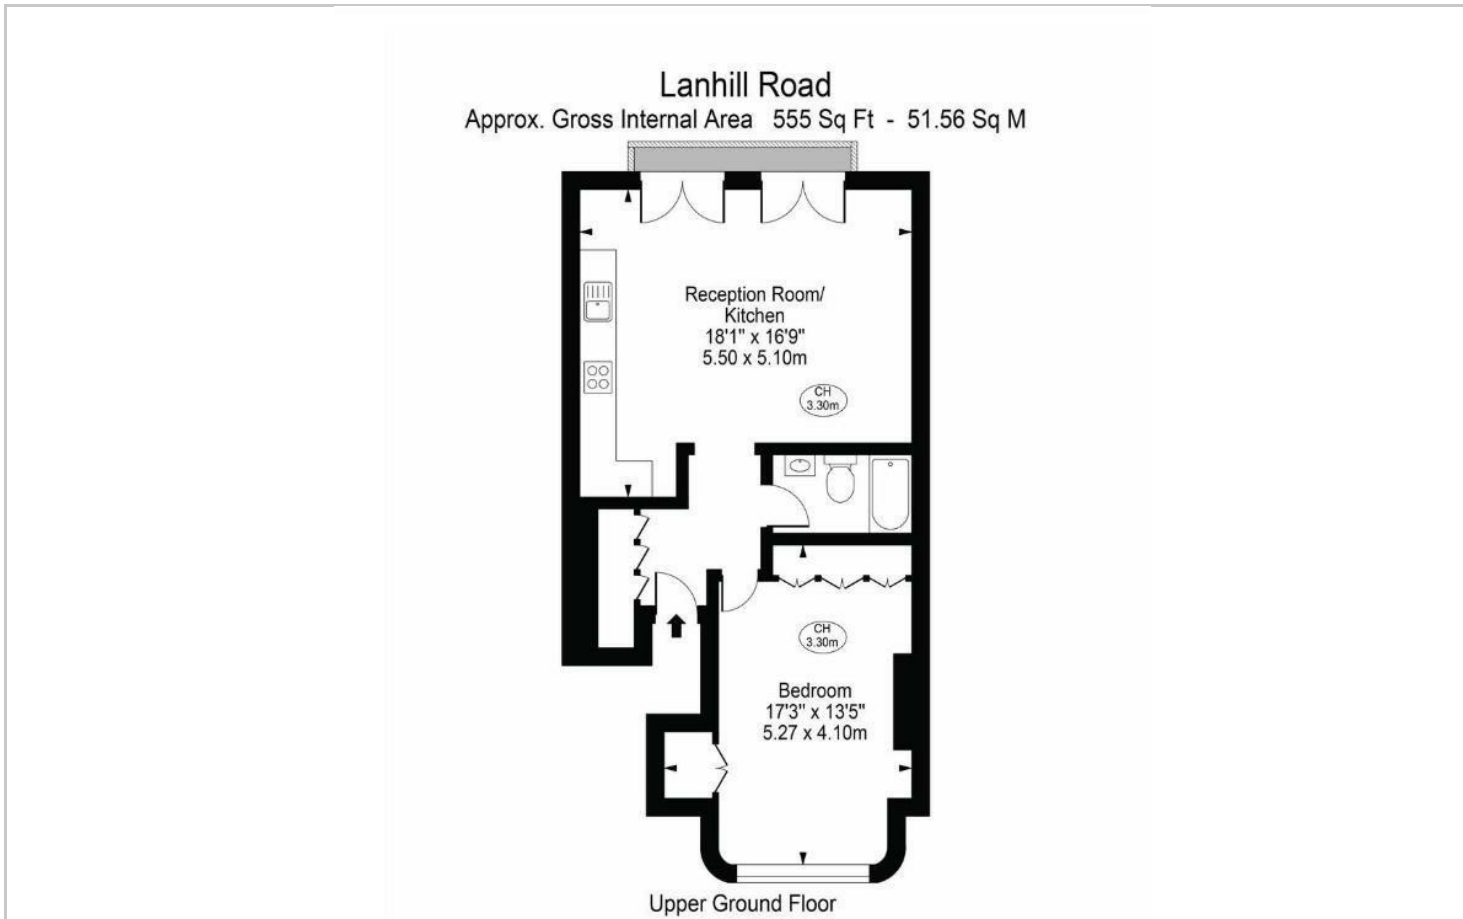 Lanhill Road
Approx. Gross Internal Area 555 Sq Ft - 51.56 Sq M
Reception Room/
Kitchen
18'1" x 16'9"
5.50 x 5.10m
CH
3.30m
CH
3.30m
Bedroom
17'3" x 13'5"
5.27 x 4.10m
Upper Ground Floor